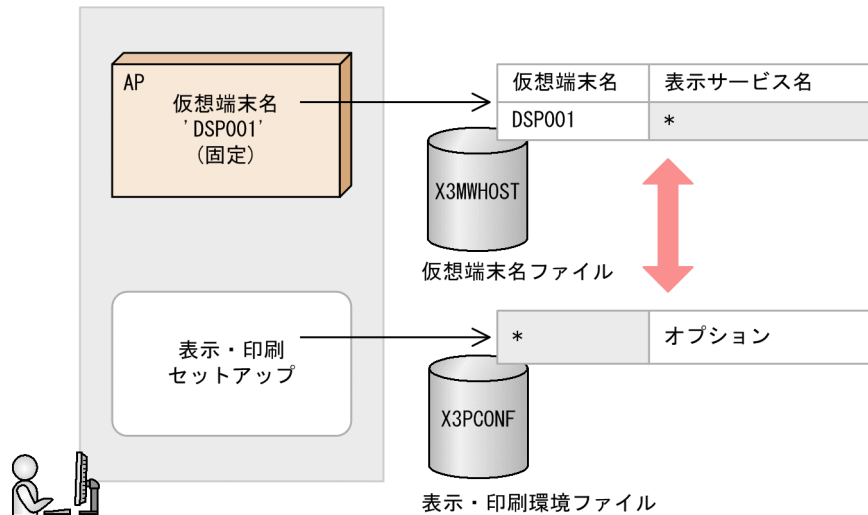 AP
仮想端末名
'DSP001'
(固定)
仮想端末名 表示サービス名
DSP001 *
X3MWHOST
仮想端末名ファイル
表示・印刷
セットアップ
* オプション
X3PCONF
表示・印刷環境ファイル